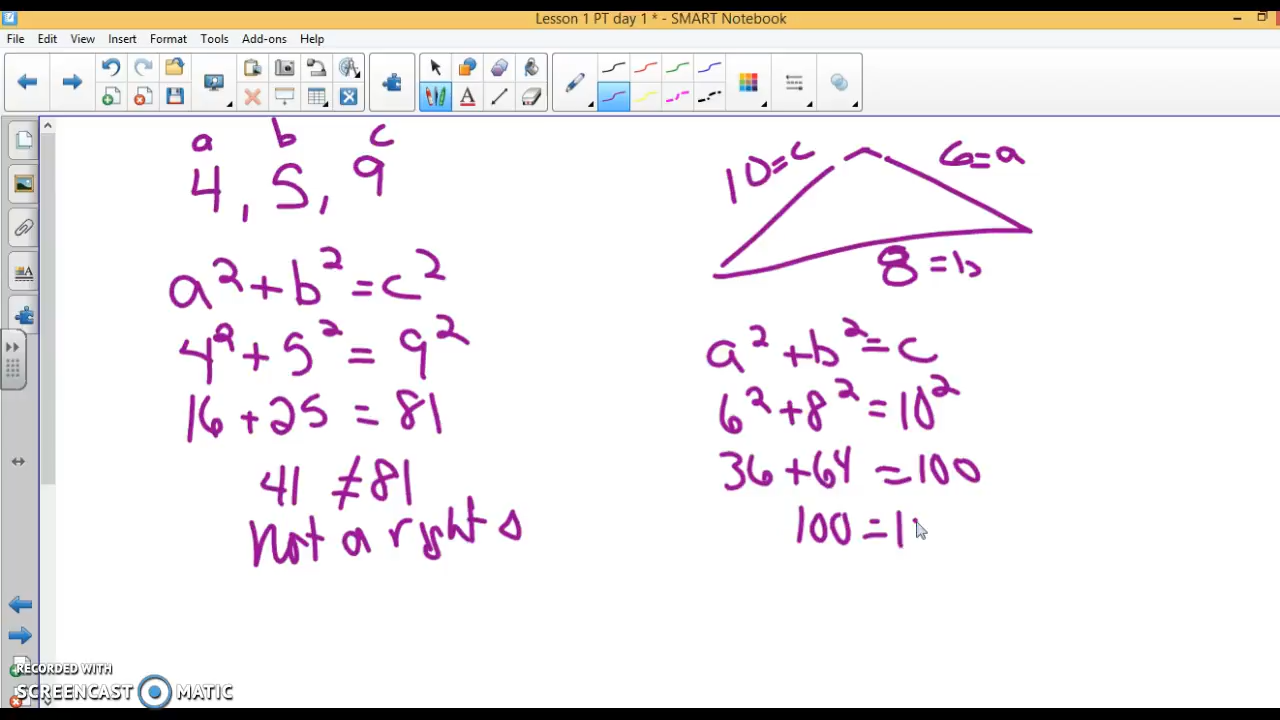 Lesson 1 PT day 1 * - SMART Notebook
File Edit View Insert Format Tools Add-ons Help
a b c
4, 5, 9
a² + b² = c²
4² + 5² = 9²
16 + 25 = 81
41 ≠ 81
not a right Δ
10 = c
6 = a
8 = b
a² + b² = c
6² + 8² = 10²
36 + 64 = 100
100 = 1
RECORDED WITH
SCREENCAST MATIC